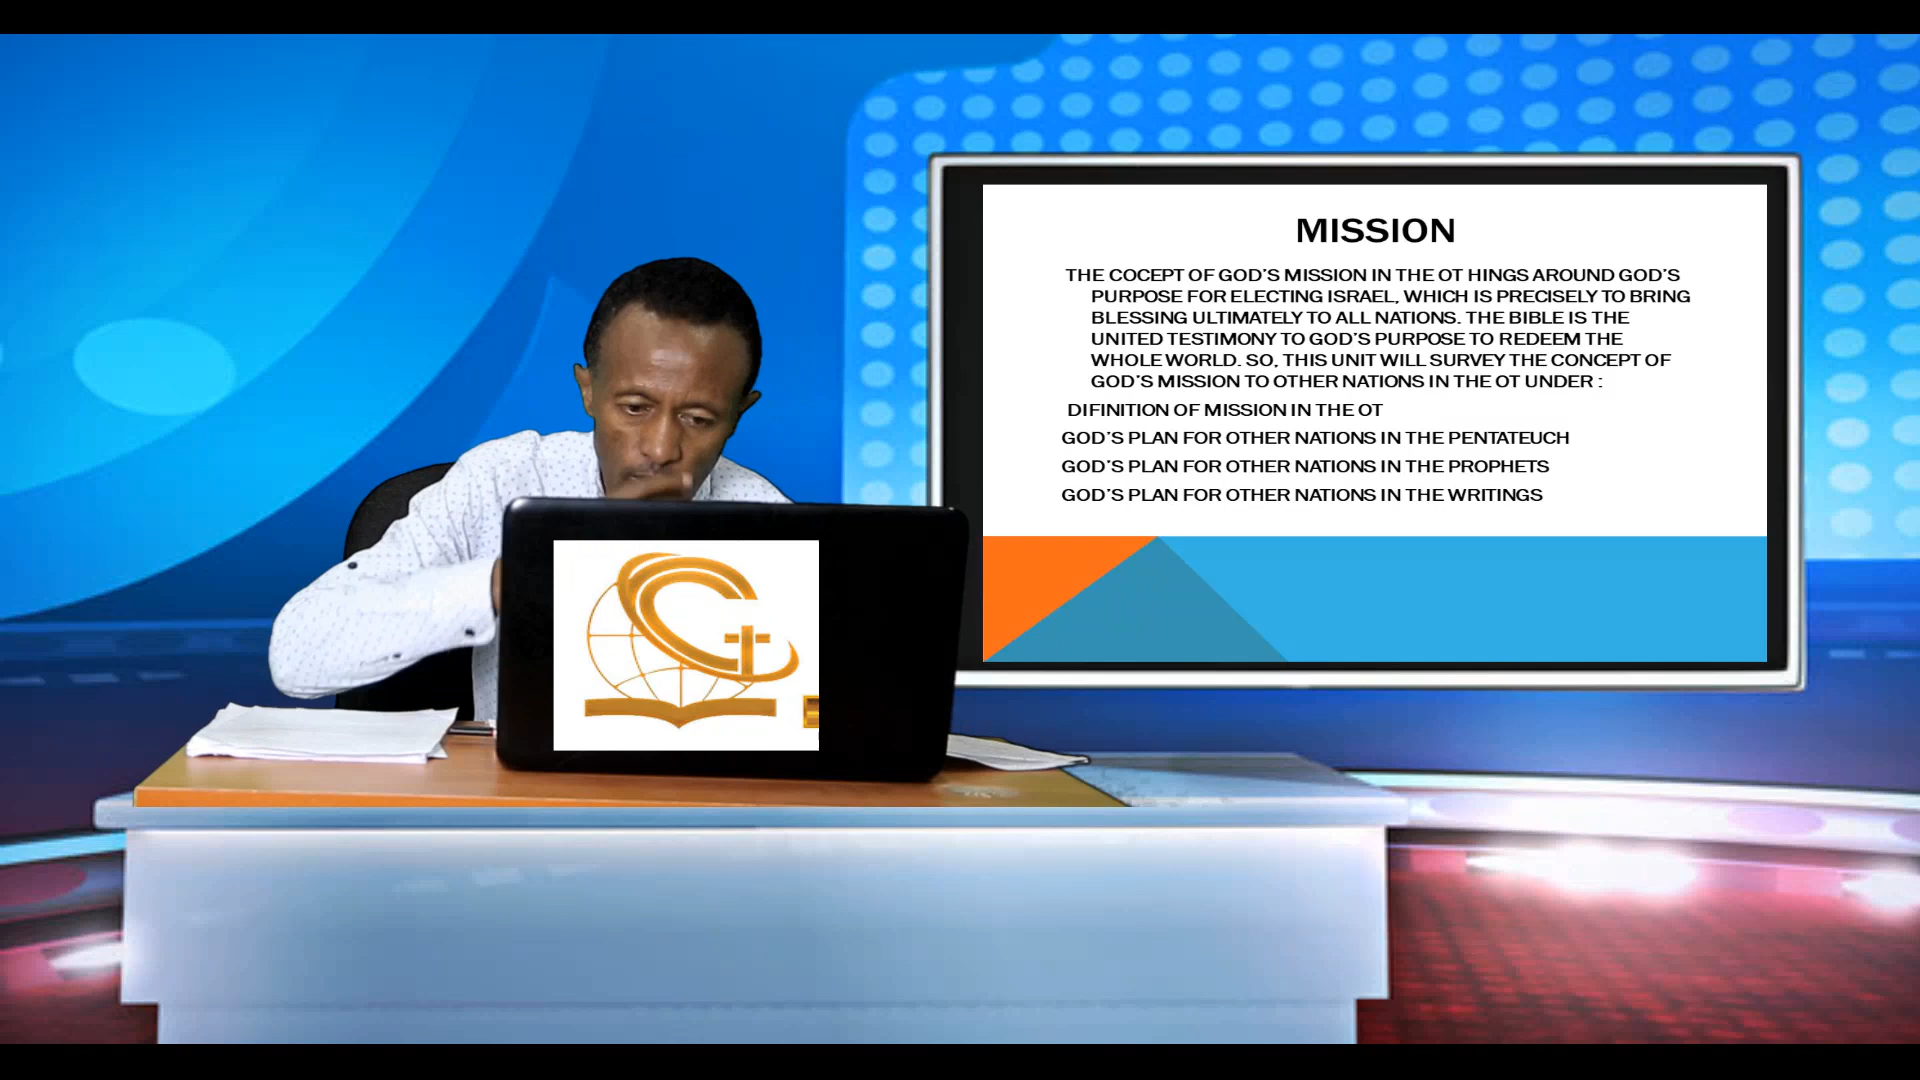 MISSION
THE COCEPT OF GOD'S MISSION IN THE OT HINGS AROUND GOD'S
PURPOSE FOR ELECTING ISRAEL, WHICH IS PRECISELY TO BRING
BLESSING ULTIMATELY TO ALL NATIONS. THE BIBLE IS THE
UNITED TESTIMONY TO GOD'S PURPOSE TO REDEEM THE
WHOLE WORLD. SO, THIS UNIT WILL SURVEY THE CONCEPT OF
GOD'S MISSION TO OTHER NATIONS IN THE OT UNDER :
DIFINITION OF MISSION IN THE OT
GOD'S PLAN FOR OTHER NATIONS IN THE PENTATEUCH
GOD'S PLAN FOR OTHER NATIONS IN THE PROPHETS
GOD'S PLAN FOR OTHER NATIONS IN THE WRITINGS